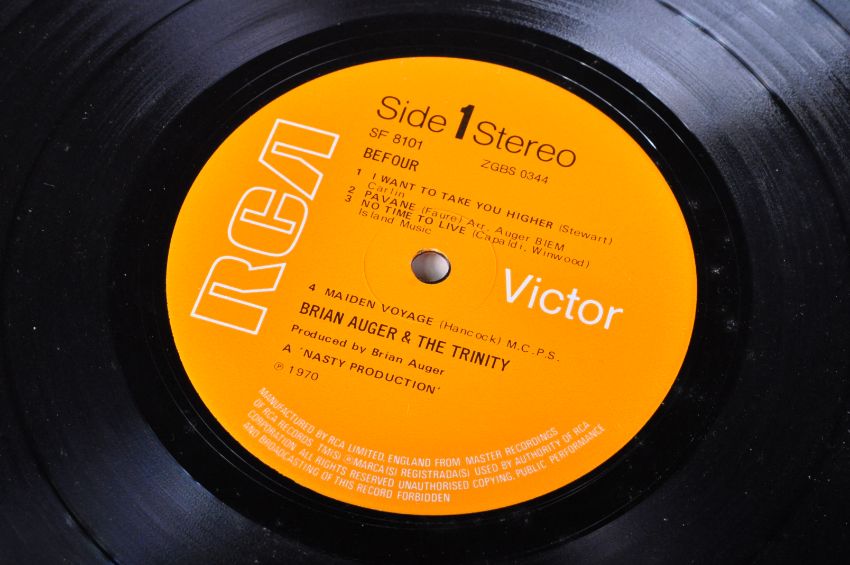 RCA
Side 1 Stereo
SF 8101
ZGBS 0344
BEFOUR
1 I WANT TO TAKE YOU HIGHER (Stewart)
Carlin
2 PAVANE (Faure) Arr. Auger BIEM
3 NO TIME TO LIVE (Capaldi, Winwood)
Island Music
Victor
4 MAIDEN VOYAGE (Hancock) M.C.P.S.
BRIAN AUGER & THE TRINITY
Produced by Brian Auger
A 'NASTY PRODUCTION'
℗ 1970
MANUFACTURED BY RCA LIMITED, ENGLAND FROM MASTER RECORDINGS
OF RCA RECORDS TM(S) ® MARCA(S) REGISTRADA(S) USED BY AUTHORITY OF RCA
CORPORATION. ALL RIGHTS RESERVED UNAUTHORISED COPYING, PUBLIC PERFORMANCE
AND BROADCASTING OF THIS RECORD FORBIDDEN